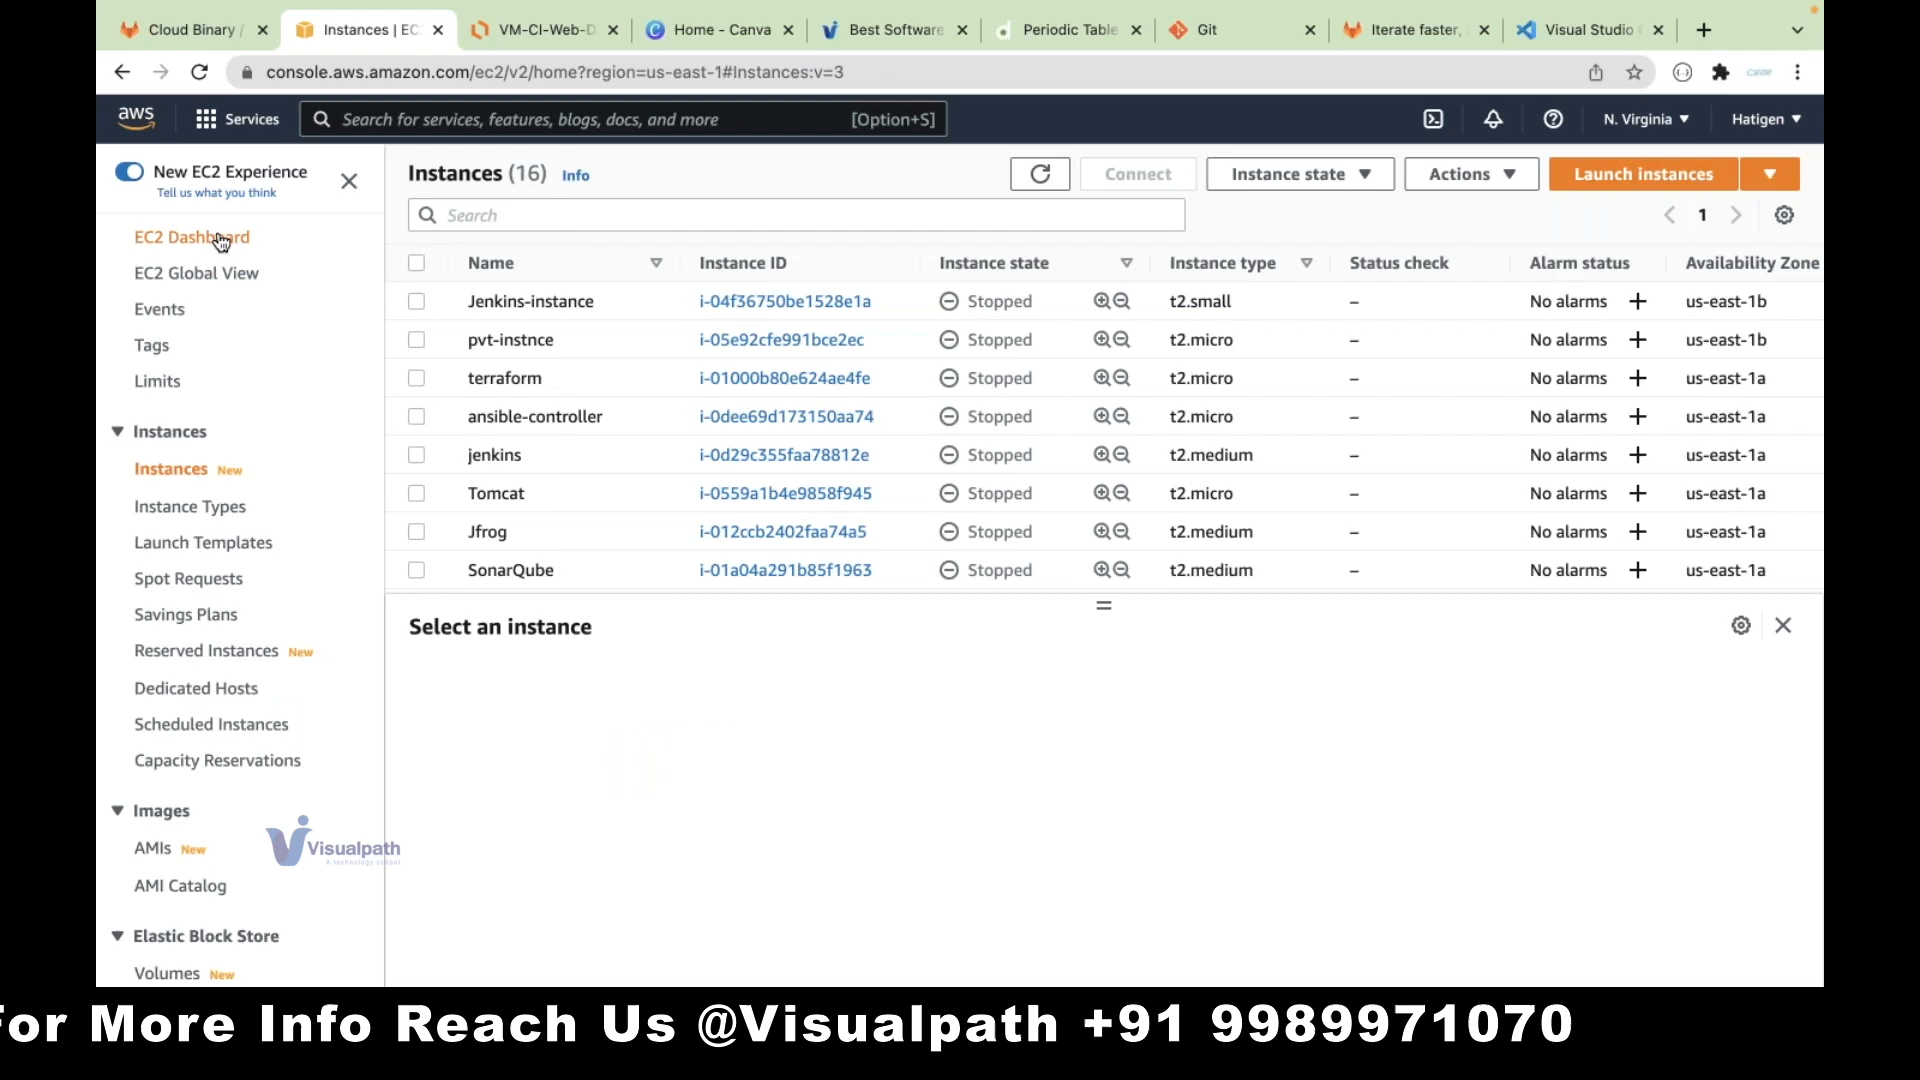 Cloud Binary /
Instances | EC
VM-CI-Web-D
Home - Canva
Best Software
Periodic Table
Git
Iterate faster,
Visual Studio
console.aws.amazon.com/ec2/v2/home?region=us-east-1#Instances:v=3
aws
Services
Search for services, features, blogs, docs, and more
[Option+S]
N. Virginia
Hatigen
New EC2 Experience
Tell us what you think
EC2 Dashboard
EC2 Global View
Events
Tags
Limits
Instances
Instances New
Instance Types
Launch Templates
Spot Requests
Savings Plans
Reserved Instances New
Dedicated Hosts
Scheduled Instances
Capacity Reservations
Images
AMIs New
AMI Catalog
Elastic Block Store
Volumes New
Instances (16) Info
Connect
Instance state
Actions
Launch instances
Search
1
Name Instance ID Instance state Instance type Status check Alarm status Availability Zone
Jenkins-instance i-04f36750be1528e1a Stopped t2.small – No alarms + us-east-1b
pvt-instnce i-05e92cfe991bce2ec Stopped t2.micro – No alarms + us-east-1b
terraform i-01000b80e624ae4fe Stopped t2.micro – No alarms + us-east-1a
ansible-controller i-0dee69d173150aa74 Stopped t2.micro – No alarms + us-east-1a
jenkins i-0d29c355faa78812e Stopped t2.medium – No alarms + us-east-1a
Tomcat i-0559a1b4e9858f945 Stopped t2.micro – No alarms + us-east-1a
Jfrog i-012ccb2402faa74a5 Stopped t2.medium – No alarms + us-east-1a
SonarQube i-01a04a291b85f1963 Stopped t2.medium – No alarms + us-east-1a
Select an instance
Visualpath
A technology school
For More Info Reach Us @Visualpath +91 9989971070